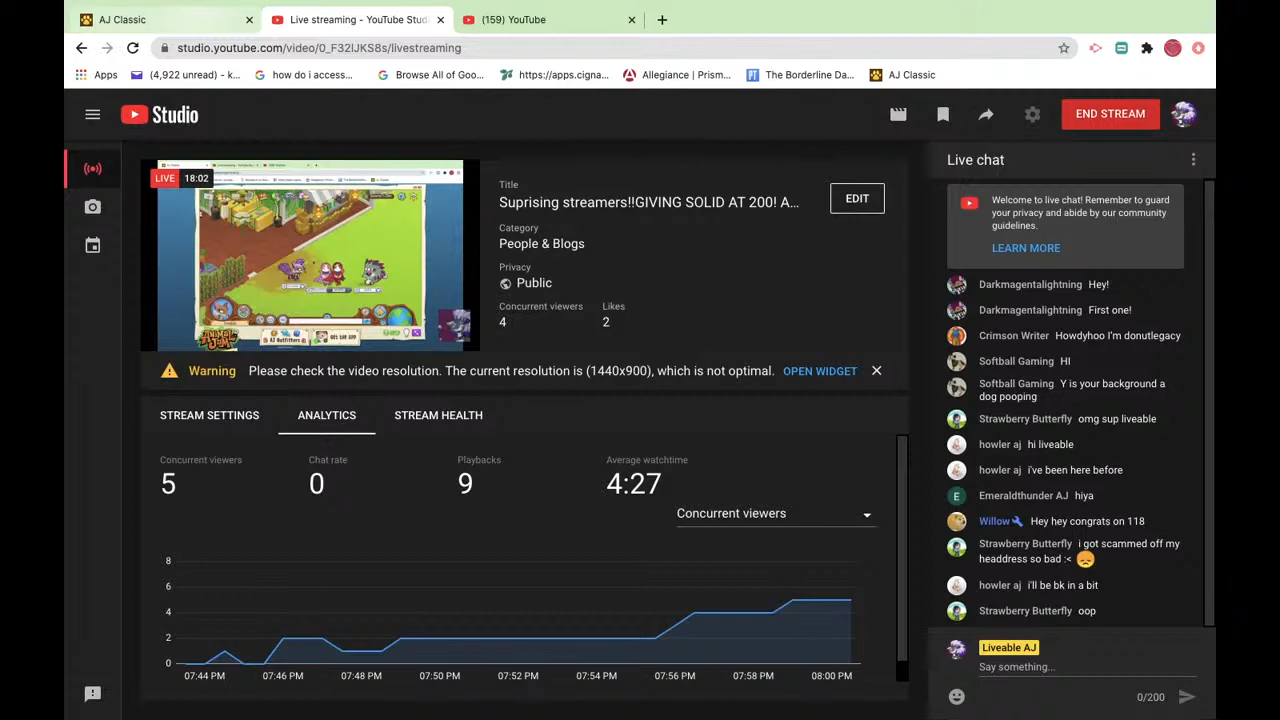 AJ Classic
Live streaming - YouTube Studi
(159) YouTube
studio.youtube.com/video/0_F32lJKS8s/livestreaming
Apps
(4,922 unread) - k...
how do i access...
Browse All of Goo...
https://apps.cigna...
Allegiance | Prism...
The Borderline Da...
AJ Classic
Studio
END STREAM
LIVE 18:02
AJ Outfitters
Get the App
Animal Jam
Title
Suprising streamers!!GIVING SOLID AT 200! A...
EDIT
Category
People & Blogs
Privacy
Public
Concurrent viewers
4
Likes
2
Warning Please check the video resolution. The current resolution is (1440x900), which is not optimal. OPEN WIDGET
STREAM SETTINGS
ANALYTICS
STREAM HEALTH
Concurrent viewers
5
Chat rate
0
Playbacks
9
Average watchtime
4:27
Concurrent viewers
8
6
4
2
0
07:44 PM 07:46 PM 07:48 PM 07:50 PM 07:52 PM 07:54 PM 07:56 PM 07:58 PM 08:00 PM
Live chat
Welcome to live chat! Remember to guard
your privacy and abide by our community
guidelines.
LEARN MORE
Darkmagentalightning Hey!
Darkmagentalightning First one!
Crimson Writer Howdyhoo I'm donutlegacy
Softball Gaming HI
Softball Gaming Y is your background a
dog pooping
Strawberry Butterfly omg sup liveable
howler aj hi liveable
howler aj i've been here before
E Emeraldthunder AJ hiya
Willow Hey hey congrats on 118
Strawberry Butterfly i got scammed off my
headdress so bad :<
howler aj i'll be bk in a bit
Strawberry Butterfly oop
Liveable AJ
Say something...
0/200